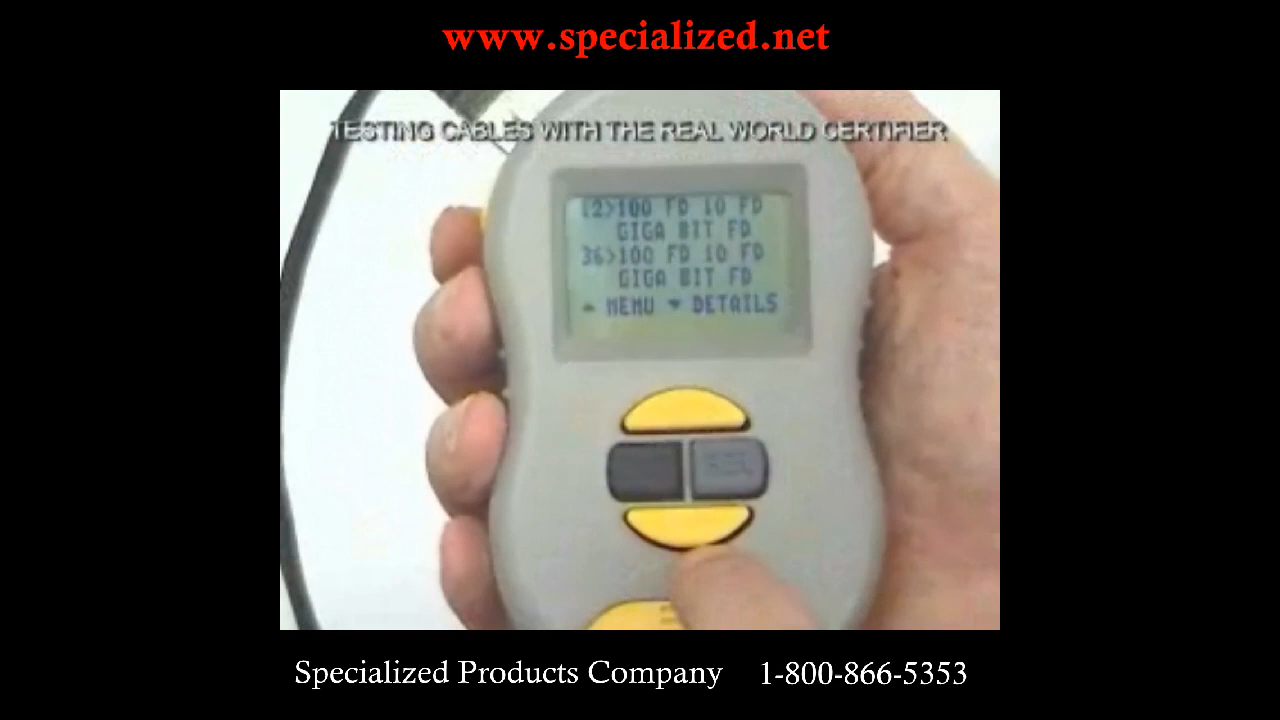 www.specialized.net
TESTING CABLES WITH THE REAL WORLD CERTIFIER
12>100 FD 10 FD
GIGA BIT FD
36>100 FD 10 FD
GIGA BIT FD
▲ MENU ▼ DETAILS
Specialized Products Company 1-800-866-5353